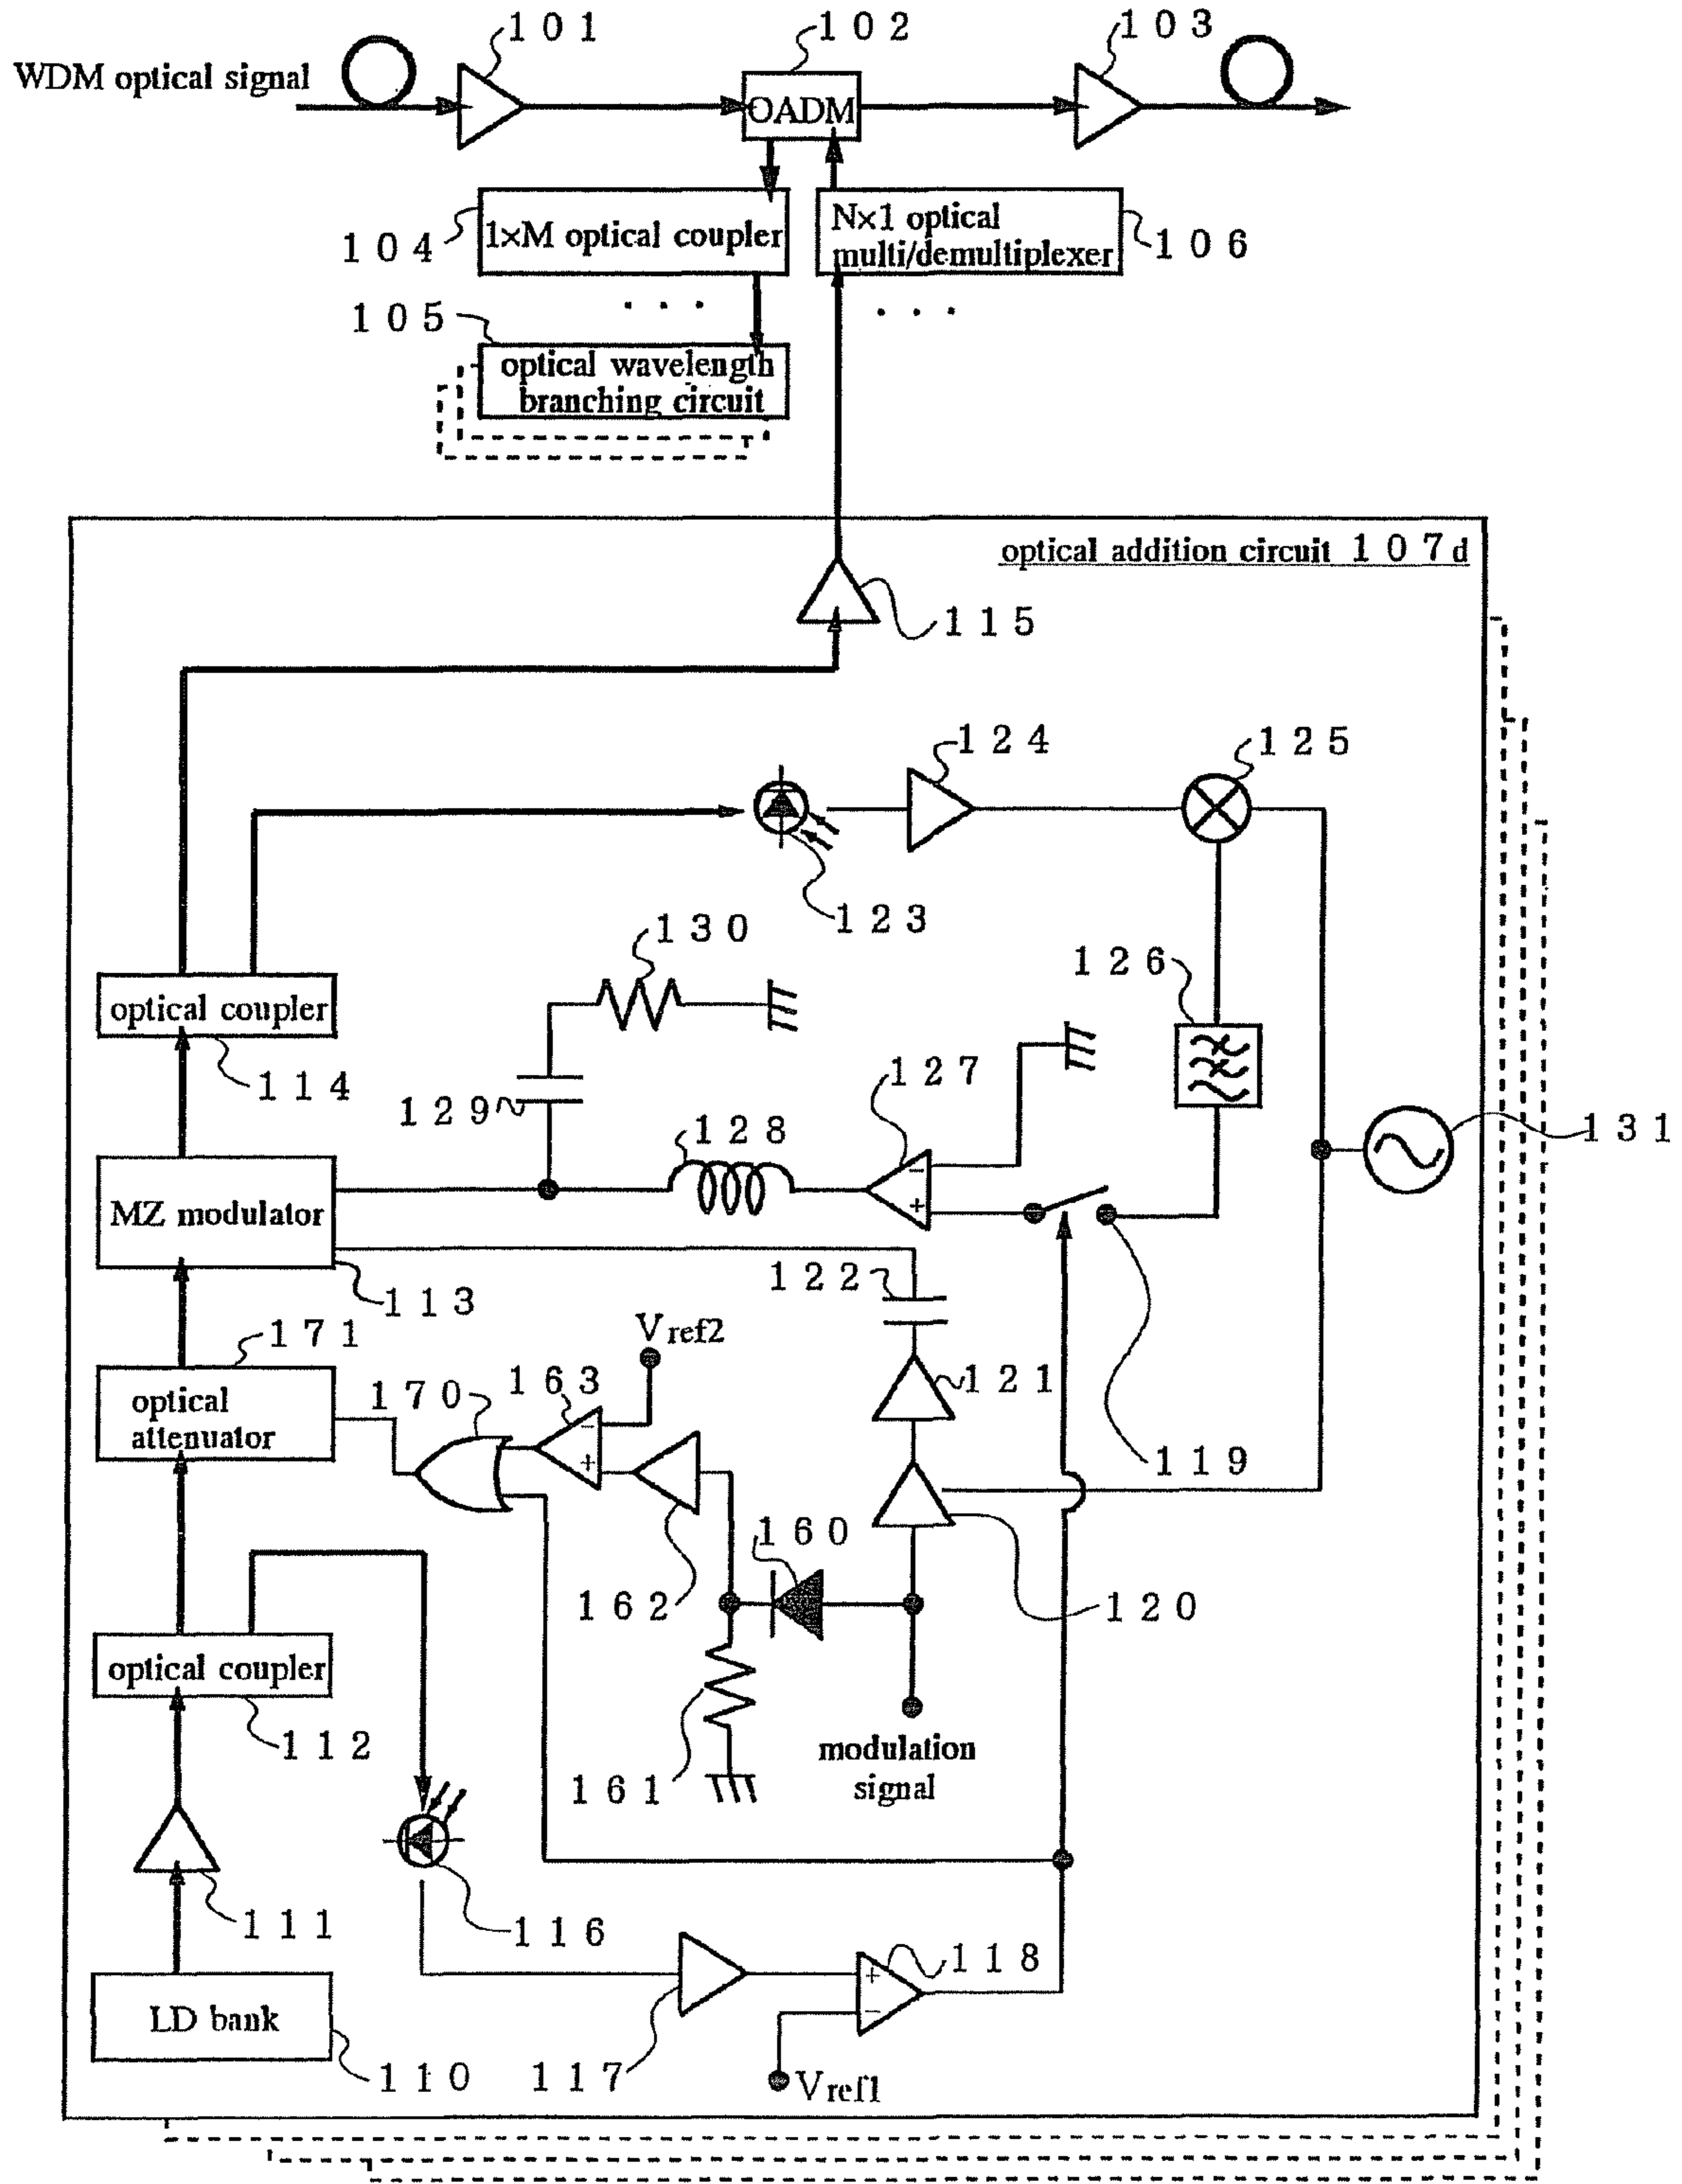 101
102
103
WDM optical signal
OADM
104
1×M optical coupler
N×1 optical
multi/demultiplexer
106
. . .
. . .
105
optical wavelength
branching circuit
optical addition circuit 107d
115
124
125
123
130
126
optical coupler
114
129
128
127
−
+
131
MZ modulator
113
122
171
Vref2
170
163
−
+
121
optical
attenuator
119
160
162
120
optical coupler
112
161
modulation
signal
111
116
118
+
−
LD bank
110
117
Vref1